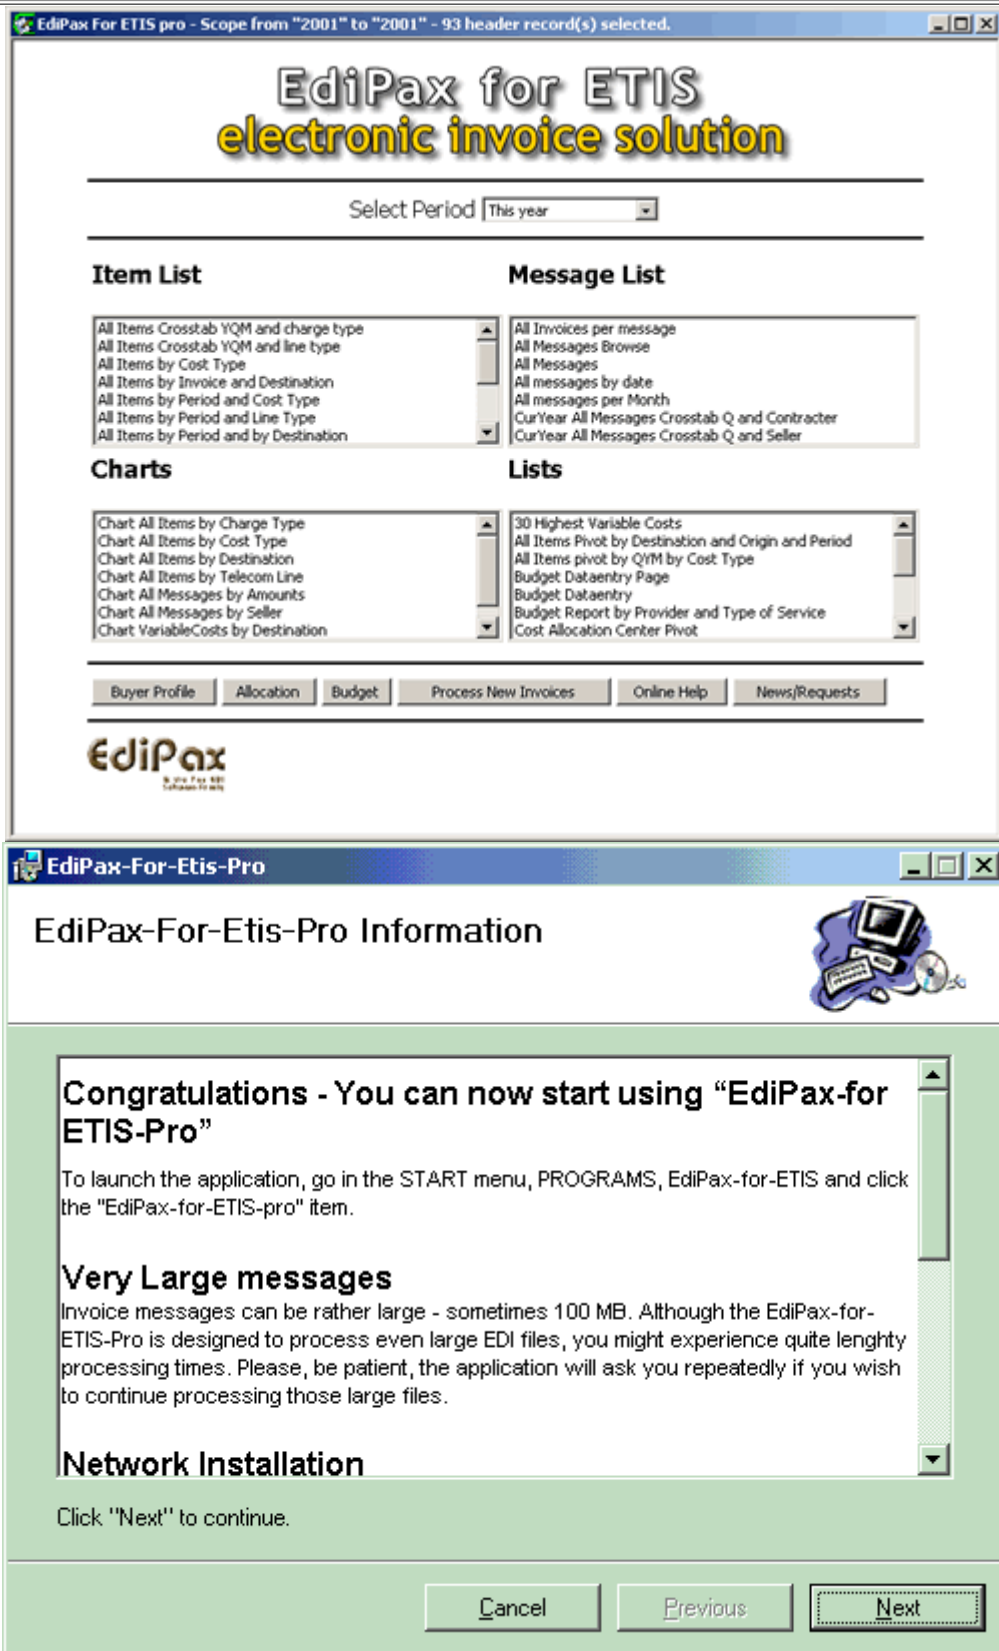 EdiPax For ETIS pro - Scope from "2001" to "2001" - 93 header record(s) selected.
EdiPax for ETIS
electronic invoice solution
Select Period This year
Item List
All Items Crosstab YQM and charge type
All Items Crosstab YQM and line type
All Items by Cost Type
All Items by Invoice and Destination
All Items by Period and Cost Type
All Items by Period and Line Type
All Items by Period and by Destination
Message List
All Invoices per message
All Messages Browse
All Messages
All messages by date
All messages per Month
CurYear All Messages Crosstab Q and Contracter
CurYear All Messages Crosstab Q and Seller
Charts
Chart All Items by Charge Type
Chart All Items by Cost Type
Chart All Items by Destination
Chart All Items by Telecom Line
Chart All Messages by Amounts
Chart All Messages by Seller
Chart VariableCosts by Destination
Lists
30 Highest Variable Costs
All Items Pivot by Destination and Origin and Period
All Items pivot by QYM by Cost Type
Budget Dataentry Page
Budget Dataentry
Budget Report by Provider and Type of Service
Cost Allocation Center Pivot
Buyer Profile Allocation Budget Process New Invoices Online Help News/Requests
EdiPax
EdiPax-For-Etis-Pro
EdiPax-For-Etis-Pro Information
Congratulations - You can now start using “EdiPax-for
ETIS-Pro”
To launch the application, go in the START menu, PROGRAMS, EdiPax-for-ETIS and click
the "EdiPax-for-ETIS-pro" item.
Very Large messages
Invoice messages can be rather large - sometimes 100 MB. Although the EdiPax-for-
ETIS-Pro is designed to process even large EDI files, you might experience quite lenghty
processing times. Please, be patient, the application will ask you repeatedly if you wish
to continue processing those large files.
Network Installation
Click "Next" to continue.
Cancel Previous Next